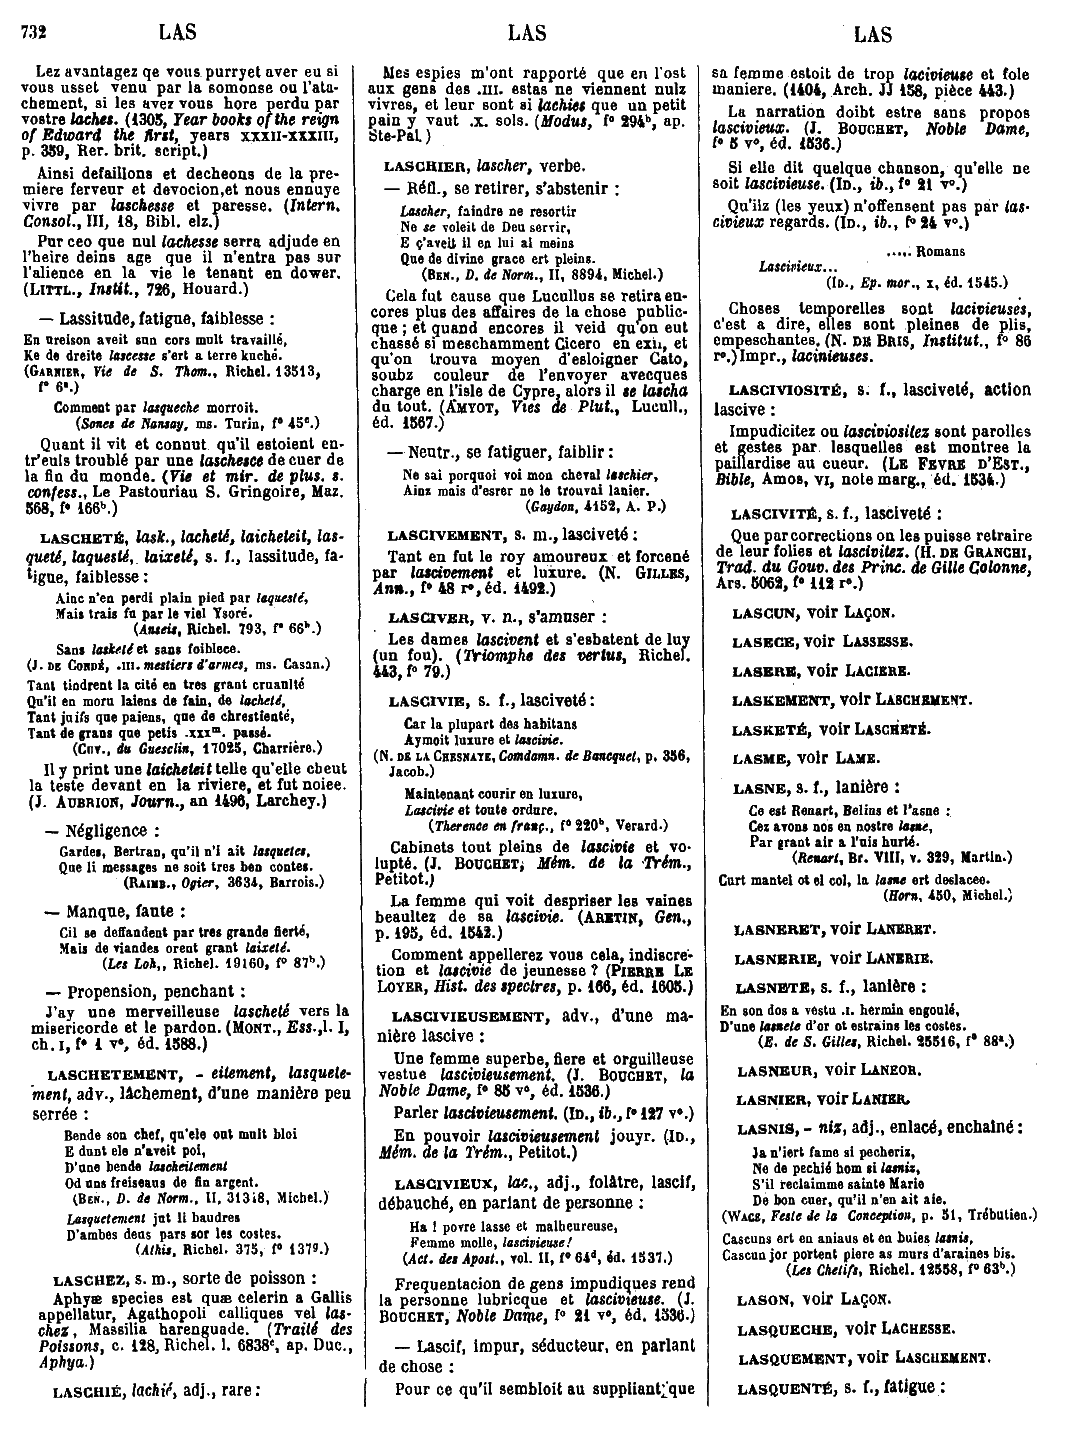 732 LAS LAS LAS
Lez avantagez qe vous purryet aver eu si
vous usset venu par la somonse ou l'ata-
chement, si les avez vous hore perdu par
vostre laches. (1305, Year books of the reign
of Edward the first, years XXXII-XXXIII,
p. 359, Rer. brit. script.)
Ainsi defaillons et decheons de la pre-
miere ferveur et devocion,et nous ennuye
vivre par laschesse et paresse. (Intern.
Consol., III, 18, Bibl. elz.)
Pur ceo que nul lachesse serra adjude en
l'heire deins age que il n'entra pas sur
l'alience en la vie le tenant en dower.
(LITTL., Instit., 726, Houard.)
— Lassitude, fatigue, faiblesse :
En oreison aveit sun cors mult travaillé,
Ke de dreite lascesse s'ert a terre kuché.
(GARNIER, Vie de S. Thom., Richel. 13513,
f° 6ª.)
Comment par lasqueche morroit.
(Sones de Nansay, ms. Turin, f° 45ᵉ.)
Quant il vit et connut qu'il estoient en-
tr'euls troublé par une laschesce de cuer de
la fin du monde. (Vie et mir. de plus. s.
confess., Le Pastouriau S. Gringoire, Maz.
568, f° 166ᵇ.)
LASCHETÉ, lask., lacheté, laicheteit, las-
queté, laquesté, laixeté, s. f., lassitude, fa-
tigue, faiblesse :
Ainc n'en perdi plain pied par laquesté,
Mais trais fu par le viel Ysoré.
(Anseis, Richel. 793, f° 66ᵇ.)
Sans lasketé et sans foiblece.
(J. DE CONDÉ, .III. mestiers d'armes, ms. Casan.)
Tant tindrent la cité en tres grant cruaulté
Qu'il en moru laiens de fain, de lacheté,
Tant juifs que paiens, que de chrestienté,
Tant de grans que petis .xxxᵐ. passé.
(CUV., du Guesclin, 17025, Charrière.)
Il y print une laicheteit telle qu'elle cheut
la teste devant en la riviere, et fut noiee.
(J. AUBRION, Journ., an 1496, Larchey.)
— Négligence :
Gardes, Bertran, qu'il n'i ait lasquetes,
Que li messages ne soit tres ben contes.
(RAIMB., Ogier, 3634, Barrois.)
— Manque, faute :
Cil se deffandent par tres grande fierté,
Mais de viandes orent grant laixeté.
(Les Loh., Richel. 19160, f° 87ᵇ.)
— Propension, penchant :
J'ay une merveilleuse lascheté vers la
misericorde et le pardon. (MONT., Ess.,l. I,
ch. I, f° 1 v°, éd. 1588.)
LASCHETEMENT, - eitement, lasquete-
ment, adv., lâchement, d'une manière peu
serrée :
Bende son chef, qu'ele out mult bloi
E dunt ele n'aveit poi,
D'une bende lascheitement
Od uns freiseaus de fin argent.
(BEN., D. de Norm., II, 31318, Michel.)
Lasquetement jut li baudres
D'ambes deus pars sor les costes.
(Athis, Richel. 375, f° 137ᵍ.)
LASCHEZ, s. m., sorte de poisson :
Aphyæ species est quæ celerin a Gallis
appellatur, Agathopoli calliques vel las-
chez, Massilia harenguade. (Traité des
Poissons, c. 128, Richel. l. 6838ᶜ, ap. Duc.,
Aphya.)
LASCHIÉ, lachié, adj., rare :
Mes espies m'ont rapporté que en l'ost
aux gens des .III. estas ne viennent nulz
vivres, et leur sont si lachies que un petit
pain y vaut .x. sols. (Modus, f° 294ᵇ, ap.
Ste-Pal.)
LASCHIER, lascher, verbe.
— Réfl., se retirer, s'abstenir :
Lascher, faindre ne resortir
Ne se voleit de Deu servir,
E ç'aveit il en lui al meins
Que de divine grace ert pleins.
(BEN., D. de Norm., II, 8894, Michel.)
Cela fut cause que Lucullus se retira en-
cores plus des affaires de la chose public-
que ; et quand encores il veid qu'on eut
chassé si meschamment Cicero en exil, et
qu'on trouva moyen d'esloigner Cato,
soubz couleur de l'envoyer avecques
charge en l'isle de Cypre, alors il se lascha
du tout. (AMYOT, Vies de Plut., Lucull.,
éd. 1567.)
— Neutr., se fatiguer, faiblir :
Ne sai porquoi voi mon cheval laschier,
Ainz mais d'esrer ne le trouvai lanier.
(Gaydon, 4152, A. P.)
LASCIVEMENT, s. m., lasciveté :
Tant en fut le roy amoureux et forcené
par lascivement et luxure. (N. GILLES,
Ann., f° 48 r°, éd. 1492.)
LASCIVER, v. n., s'amuser :
Les dames lascivent et s'esbatent de luy
(un fou). (Triomphe des vertus, Richel.
443, f° 79.)
LASCIVIE, s. f., lasciveté :
Car la plupart des habitans
Aymoit luxure et lascivie.
(N. DE LA CHESNAYE, Comdamn. de Bancquet, p. 356,
Jacob.)
Maintenant courir en luxure,
Lascivie et toute ordure.
(Therence en franç., f° 220ᵇ, Verard.)
Cabinets tout pleins de lascivie et vo-
lupté. (J. BOUCHET, Mém. de la Trém.,
Petitot.)
La femme qui voit despriser les vaines
beaultez de sa lascivie. (ARETIN, Gen.,
p. 195, éd. 1542.)
Comment appellerez vous cela, indiscre-
tion et lascivie de jeunesse ? (PIERRE LE
LOYER, Hist. des spectres, p. 166, éd. 1605.)
LASCIVIEUSEMENT, adv., d'une ma-
nière lascive :
Une femme superbe, fiere et orguilleuse
vestue lascivieusement. (J. BOUCHET, la
Noble Dame, f° 85 v°, éd. 1536.)
Parler lascivieusement. (ID., ib., f° 127 v°.)
En pouvoir lascivieusement jouyr. (ID.,
Mém. de la Trém., Petitot.)
LASCIVIEUX, lac., adj., folâtre, lascif,
débauché, en parlant de personne :
Ha ! povre lasse et malheureuse,
Femme molle, lascivieuse !
(Act. des Apost., vol. II, f° 64ᵈ, éd. 1537.)
Frequentacion de gens impudiques rend
la personne lubricque et lascivieuse. (J.
BOUCHET, Noble Dame, f° 21 v°, éd. 1536.)
— Lascif, impur, séducteur, en parlant
de chose :
Pour ce qu'il sembloit au suppliant que
sa femme estoit de trop lacivieuse et fole
maniere. (1404, Arch. JJ 158, pièce 443.)
La narration doibt estre sans propos
lascivieux. (J. BOUCHET, Noble Dame,
f° 5 v°, éd. 1536.)
Si elle dit quelque chanson, qu'elle ne
soit lascivieuse. (ID., ib., f° 21 v°.)
Qu'ilz (les yeux) n'offensent pas par las-
civieux regards. (ID., ib., f° 24 v°.)
..... Romans
Lascivieux...
(ID., Ep. mor., X, éd. 1545.)
Choses temporelles sont lacivieuses,
c'est a dire, elles sont pleines de plis,
empeschantes. (N. DE BRIS, Institut., f° 86
r°.) Impr., lacinieuses.
LASCIVIOSITÉ, s. f., lasciveté, action
lascive :
Impudicitez ou lasciviositez sont parolles
et gestes par lesquelles est montree la
paillardise au cueur. (LE FEVRE D'EST.,
Bible, Amos, VI, note marg., éd. 1534.)
LASCIVITÉ, s. f., lasciveté :
Que par corrections on les puisse retraire
de leur folies et lascivitez. (H. DE GRANCHI,
Trad. du Gouv. des Princ. de Gille Colonne,
Ars. 5062, f° 112 r°.)
LASCUN, voir LAÇON.
LASECE, voir LASSESSE.
LASERE, voir LACIERE.
LASKEMENT, voir LASCHEMENT.
LASKETÉ, voir LASCHETÉ.
LASME, voir LAME.
LASNE, s. f., lanière :
Ce est Renart, Belins et l'asne :
Cez avons nos en nostre lasne,
Par grant air a l'uis hurté.
(Renart, Br. VIII, v. 329, Martin.)
Curt mantel ot el col, la lasne ert deslacee.
(Horn, 450, Michel.)
LASNERET, voir LANERET.
LASNERIE, voir LANERIE.
LASNETE, s. f., lanière :
En son dos a vestu .I. hermin engoulé,
D'une lasnete d'or ot estrains les costes.
(E. de S. Gilles, Richel. 25516, f° 88ª.)
LASNEUR, voir LANEOR.
LASNIER, voir LANIER.
LASNIS, - niz, adj., enlacé, enchaîné :
Ja n'iert fame si pecheriz,
Ne de pechié hom si lasniz,
S'il reclaimme sainte Marie
De bon cuer, qu'il n'en ait aie.
(WACE, Feste de la Conception, p. 51, Trébutien.)
Cascuns ert en aniaus et en buies lasnis,
Cascun jor portent piere as murs d'araines bis.
(Les Chetifs, Richel. 12558, f° 63ᵇ.)
LASON, voir LAÇON.
LASQUECHE, voir LACHESSE.
LASQUEMENT, voir LASCHEMENT.
LASQUENTÉ, s. f., fatigue :